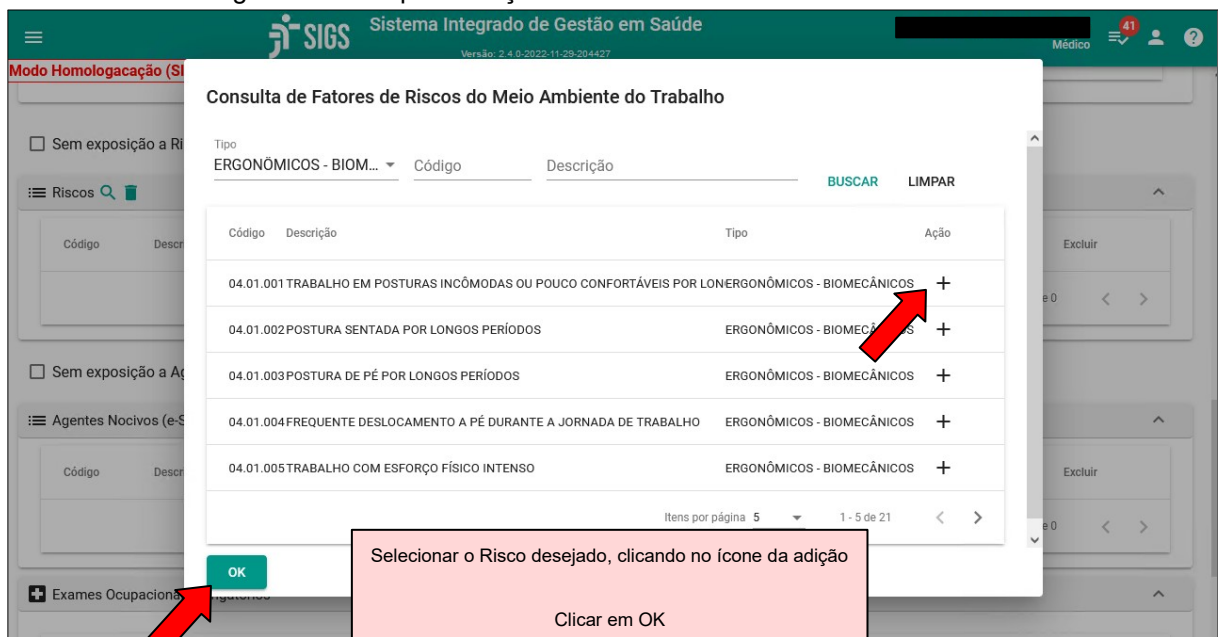 SIGS Sistema Integrado de Gestão em Saúde
Versão: 2.4.0-2022-11-29-204427
Médico 41
Modo Homologacação (SI
Consulta de Fatores de Riscos do Meio Ambiente do Trabalho
Sem exposição a Ri
Tipo
ERGONÔMICOS - BIOM... Código Descrição
BUSCAR LIMPAR
Riscos
Código Descrição Tipo Ação
Código Descr Excluir
04.01.001 TRABALHO EM POSTURAS INCÔMODAS OU POUCO CONFORTÁVEIS POR LON ERGONÔMICOS - BIOMECÂNICOS +
e 0
04.01.002 POSTURA SENTADA POR LONGOS PERÍODOS ERGONÔMICOS - BIOMECÂNICOS +
Sem exposição a Ag
04.01.003 POSTURA DE PÉ POR LONGOS PERÍODOS ERGONÔMICOS - BIOMECÂNICOS +
Agentes Nocivos (e-S
04.01.004 FREQUENTE DESLOCAMENTO A PÉ DURANTE A JORNADA DE TRABALHO ERGONÔMICOS - BIOMECÂNICOS +
Código Descr Excluir
04.01.005 TRABALHO COM ESFORÇO FÍSICO INTENSO ERGONÔMICOS - BIOMECÂNICOS +
Itens por página 5 1 - 5 de 21
e 0
Selecionar o Risco desejado, clicando no ícone da adição
OK
Exames Ocupaciona
Clicar em OK